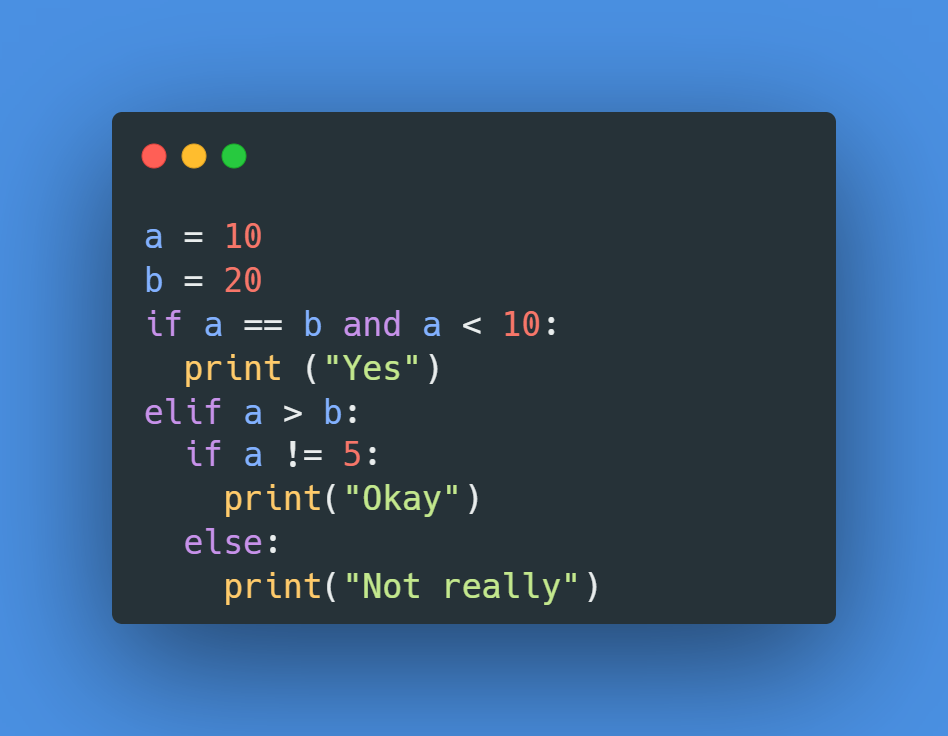 a = 10
b = 20
if a == b and a < 10:
  print ("Yes")
elif a > b:
  if a != 5:
    print("Okay")
  else:
    print("Not really")